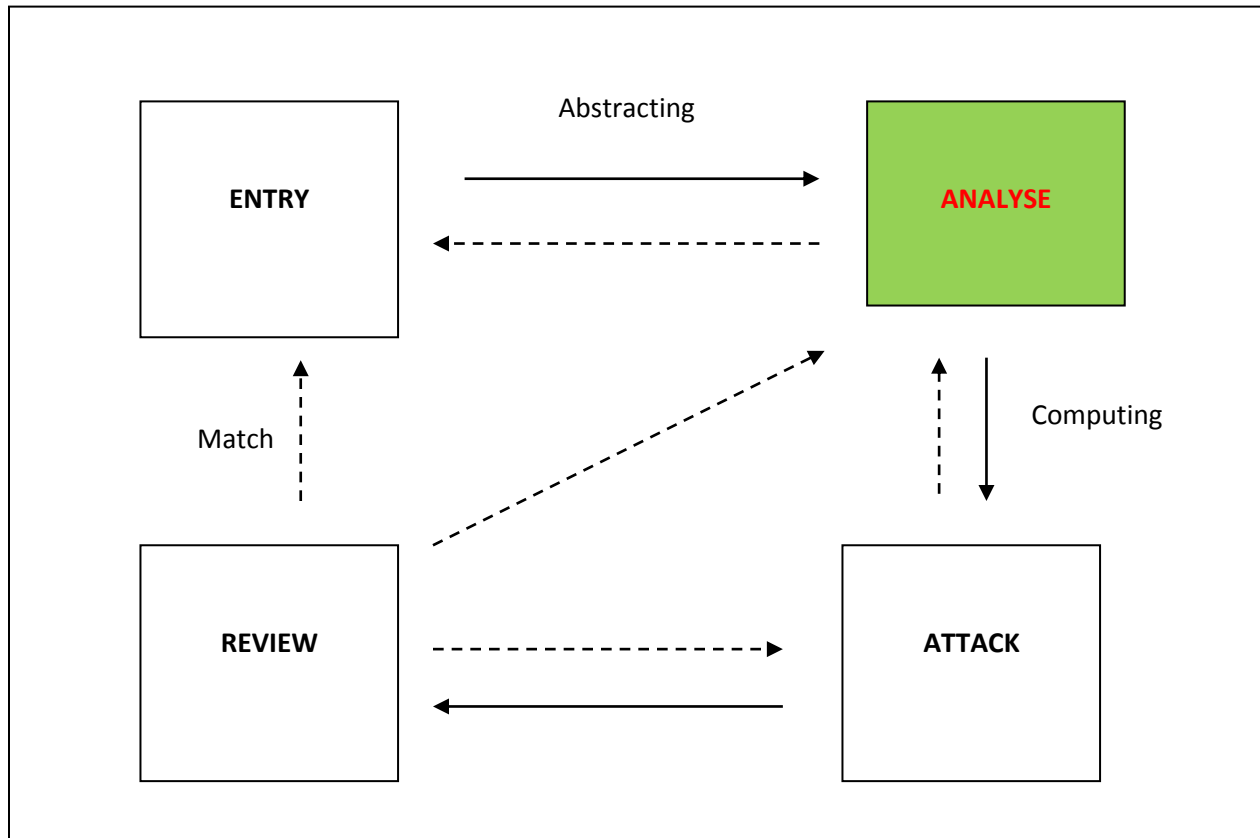 Abstracting
ENTRY
ANALYSE
Match
Computing
REVIEW
ATTACK